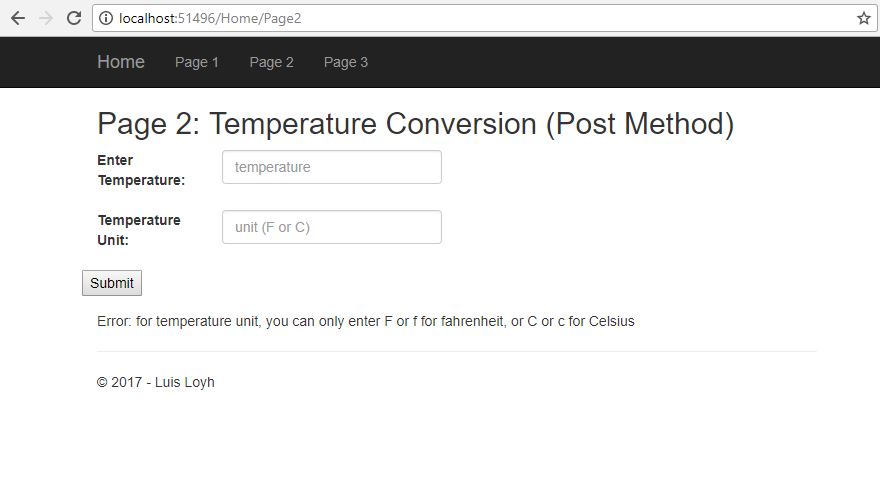 localhost:51496/Home/Page2
Home Page 1 Page 2 Page 3
Page 2: Temperature Conversion (Post Method)
Enter
Temperature:
temperature
Temperature
Unit:
unit (F or C)
Submit
Error: for temperature unit, you can only enter F or f for fahrenheit, or C or c for Celsius
© 2017 - Luis Loyh